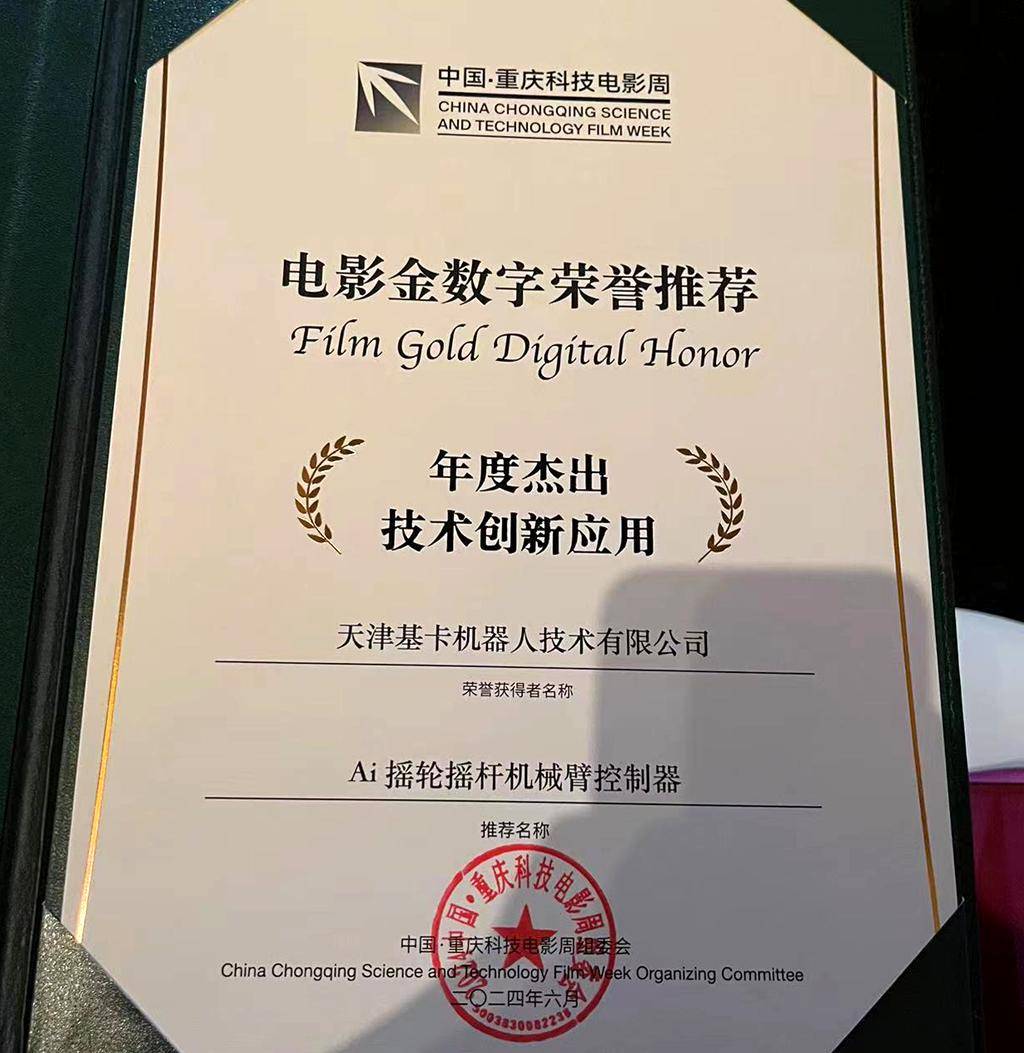 中国·重庆科技电影周
CHINA CHONGQING SCIENCE
AND TECHNOLOGY FILM WEEK
电影金数字荣誉推荐
Film Gold Digital Honor
年度杰出
技术创新应用
天津基卡机器人技术有限公司
荣誉获得者名称
Ai 摇轮摇杆机械臂控制器
推荐名称
中国·重庆科技电影周组委会
China Chongqing Science and Technology Film Week Organizing Committee
二〇二四年六月
5003830082238